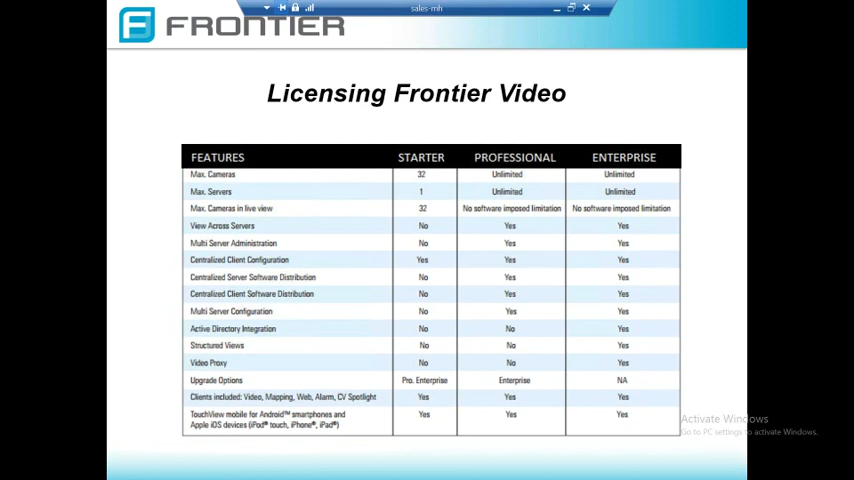 sales-mh
FRONTIER
Licensing Frontier Video
FEATURES STARTER PROFESSIONAL ENTERPRISE
Max. Cameras 32 Unlimited Unlimited
Max. Servers 1 Unlimited Unlimited
Max. Cameras in live view 32 No software imposed limitation No software imposed limitation
View Across Servers No Yes Yes
Multi Server Administration No Yes Yes
Centralized Client Configuration Yes Yes Yes
Centralized Server Software Distribution No Yes Yes
Centralized Client Software Distribution No Yes Yes
Multi Server Configuration No Yes Yes
Active Directory Integration No No Yes
Structured Views No No Yes
Video Proxy No No Yes
Upgrade Options Pro. Enterprise Enterprise NA
Clients included: Video, Mapping, Web, Alarm, CV Spotlight Yes Yes Yes
TouchView mobile for Android™ smartphones and
Apple iOS devices (iPod® touch, iPhone®, iPad®) Yes Yes Yes
Activate Windows
Go to PC settings to activate Windows.